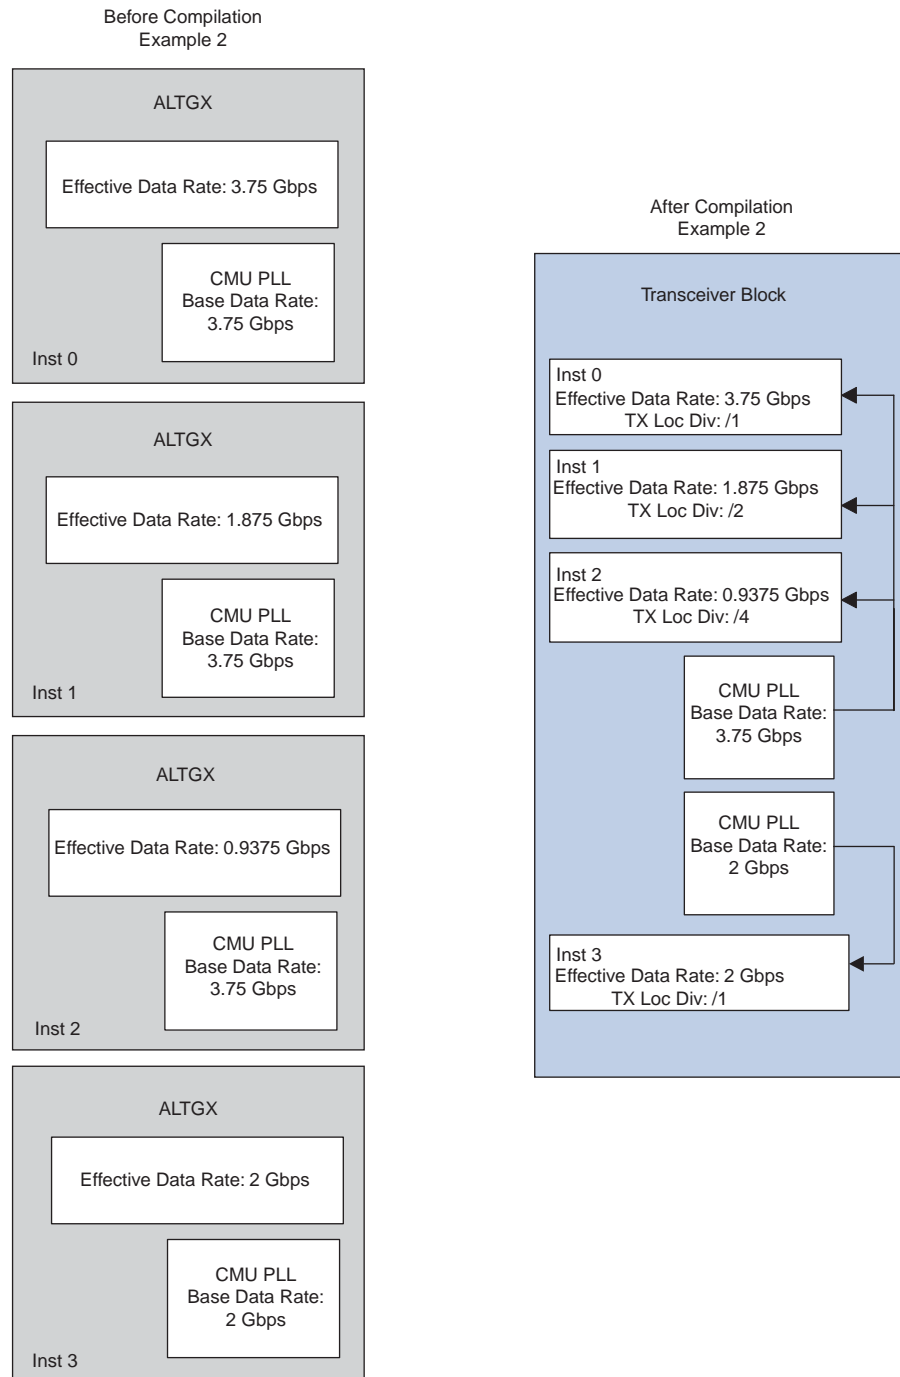 Before Compilation
Example 2
ALTGX
Effective Data Rate: 3.75 Gbps
CMU PLL
Base Data Rate:
3.75 Gbps
Inst 0
ALTGX
Effective Data Rate: 1.875 Gbps
CMU PLL
Base Data Rate:
3.75 Gbps
Inst 1
ALTGX
Effective Data Rate: 0.9375 Gbps
CMU PLL
Base Data Rate:
3.75 Gbps
Inst 2
ALTGX
Effective Data Rate: 2 Gbps
CMU PLL
Base Data Rate:
2 Gbps
Inst 3
After Compilation
Example 2
Transceiver Block
Inst 0
Effective Data Rate: 3.75 Gbps
TX Loc Div: /1
Inst 1
Effective Data Rate: 1.875 Gbps
TX Loc Div: /2
Inst 2
Effective Data Rate: 0.9375 Gbps
TX Loc Div: /4
CMU PLL
Base Data Rate:
3.75 Gbps
CMU PLL
Base Data Rate:
2 Gbps
Inst 3
Effective Data Rate: 2 Gbps
TX Loc Div: /1